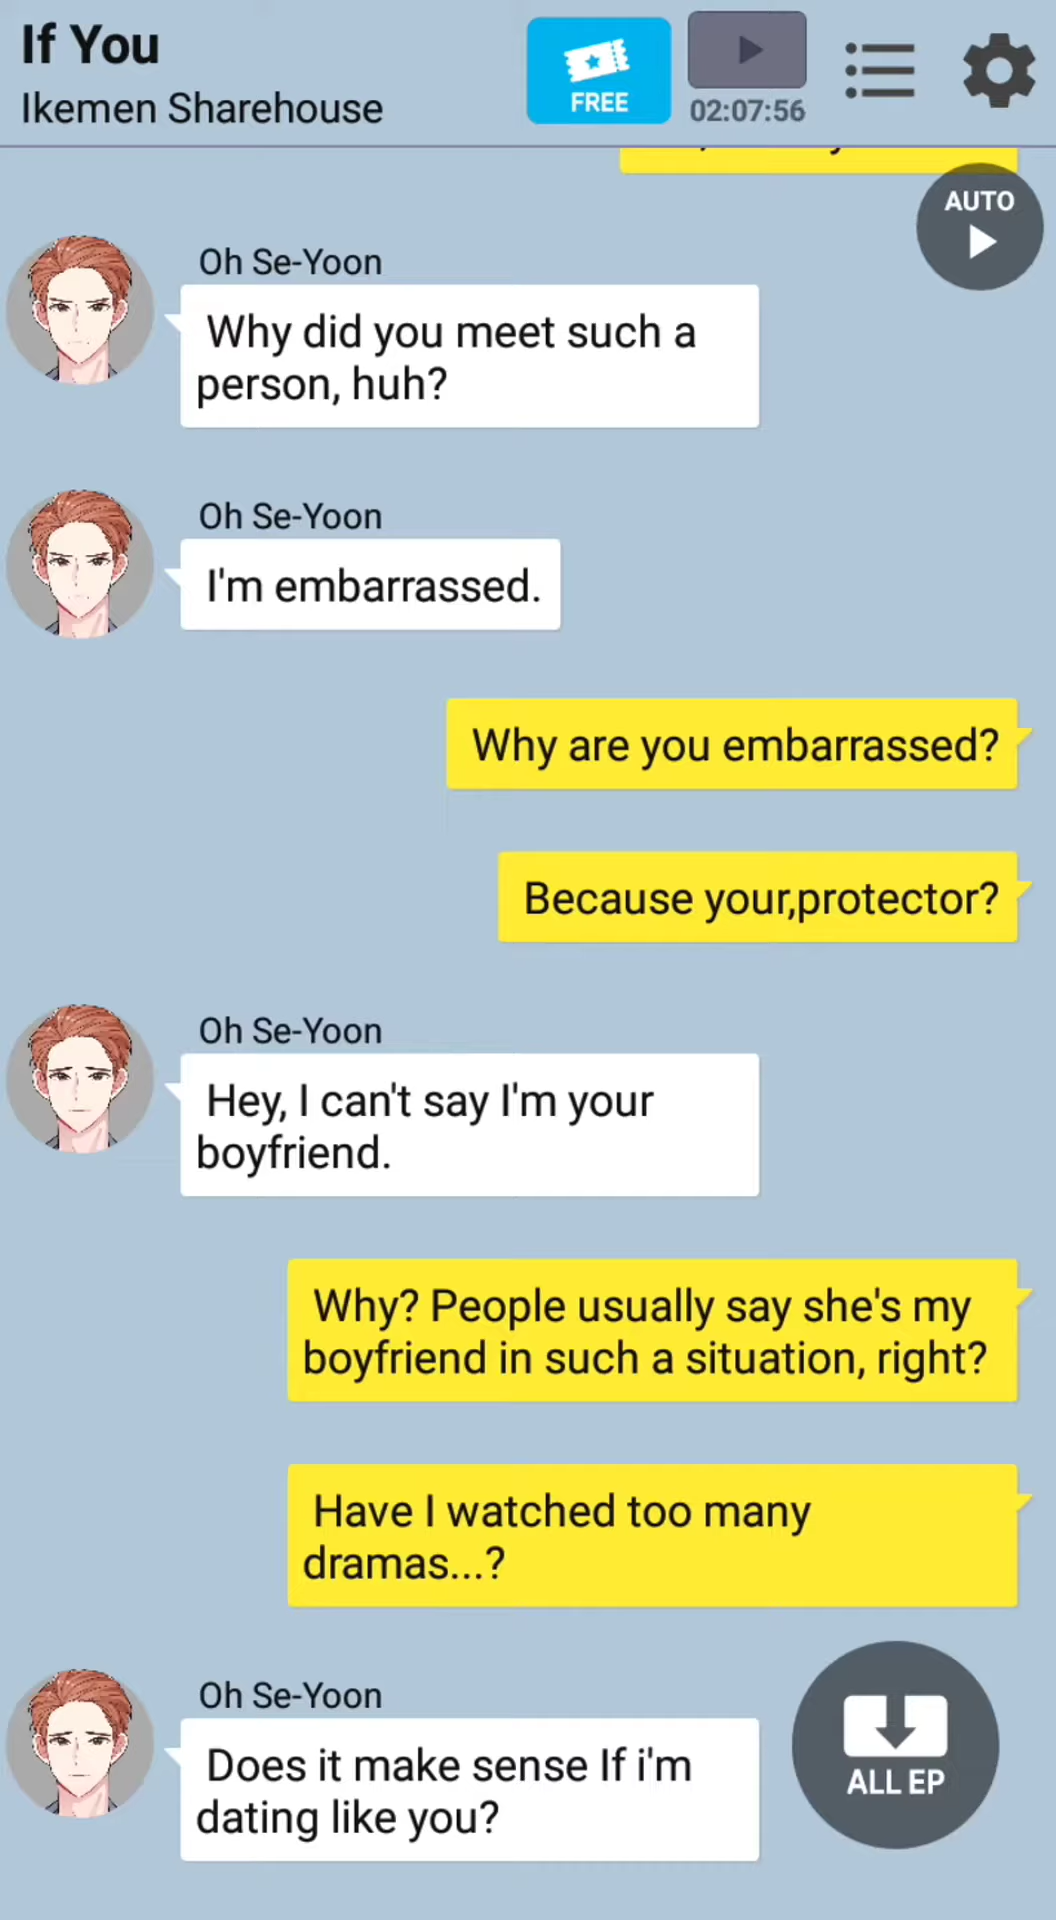 If You
Ikemen Sharehouse
FREE
02:07:56
AUTO
Oh Se-Yoon
Why did you meet such a
person, huh?
Oh Se-Yoon
I'm embarrassed.
Why are you embarrassed?
Because your,protector?
Oh Se-Yoon
Hey, I can't say I'm your
boyfriend.
Why? People usually say she's my
boyfriend in such a situation, right?
Have I watched too many
dramas...?
Oh Se-Yoon
Does it make sense If i'm
dating like you?
ALL EP